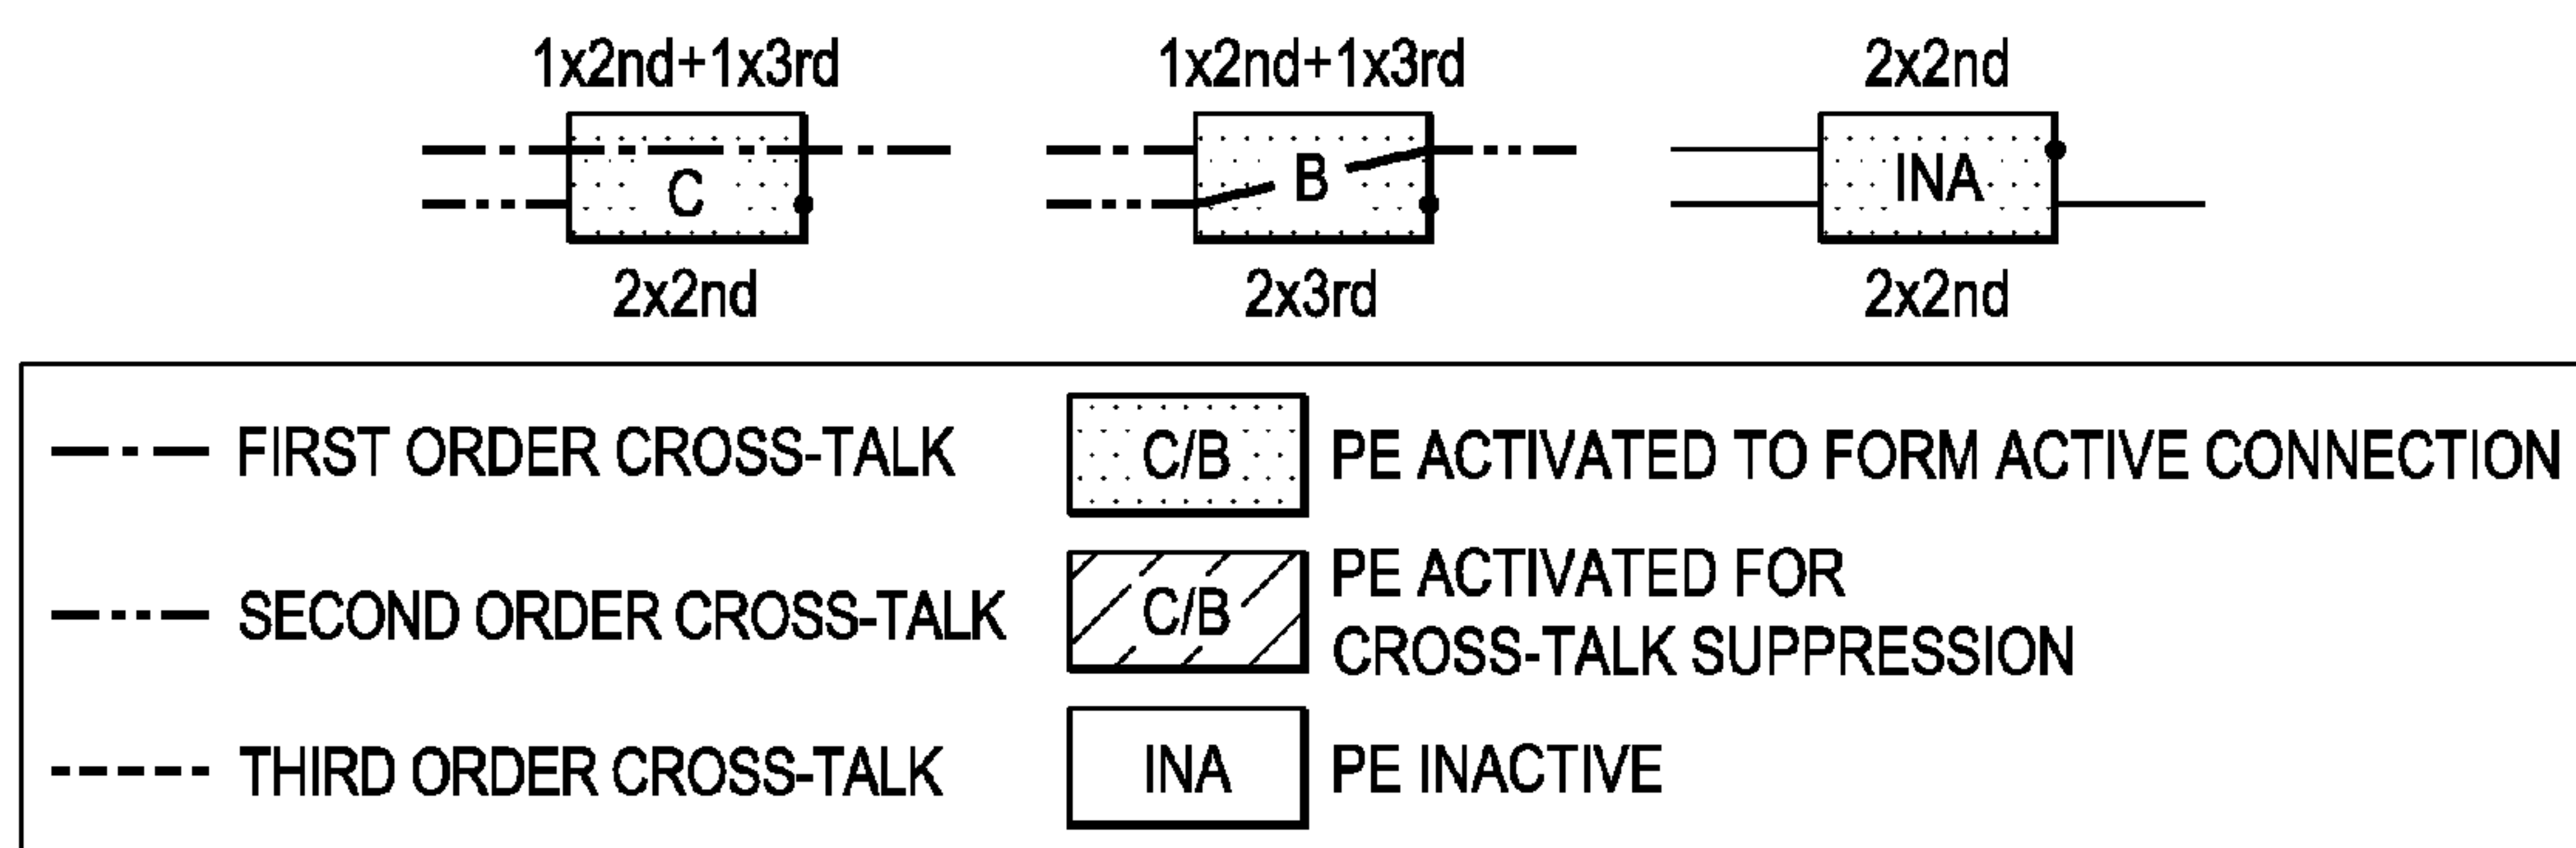 1x2nd+1x3rd
1x2nd+1x3rd
2x2nd
C
B
INA
2x2nd
2x3rd
2x2nd
FIRST ORDER CROSS-TALK
C/B
PE ACTIVATED TO FORM ACTIVE CONNECTION
SECOND ORDER CROSS-TALK
C/B
PE ACTIVATED FOR
CROSS-TALK SUPPRESSION
THIRD ORDER CROSS-TALK
INA
PE INACTIVE